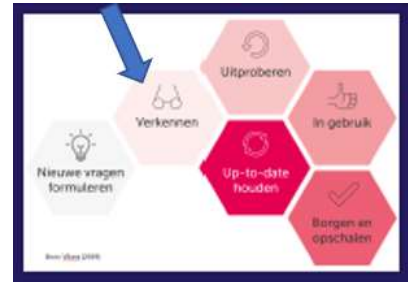 Uitproberen
Verkennen
In gebruik
Nieuwe vragen
formuleren
Up-to-date
houden
Borgen en
opschalen